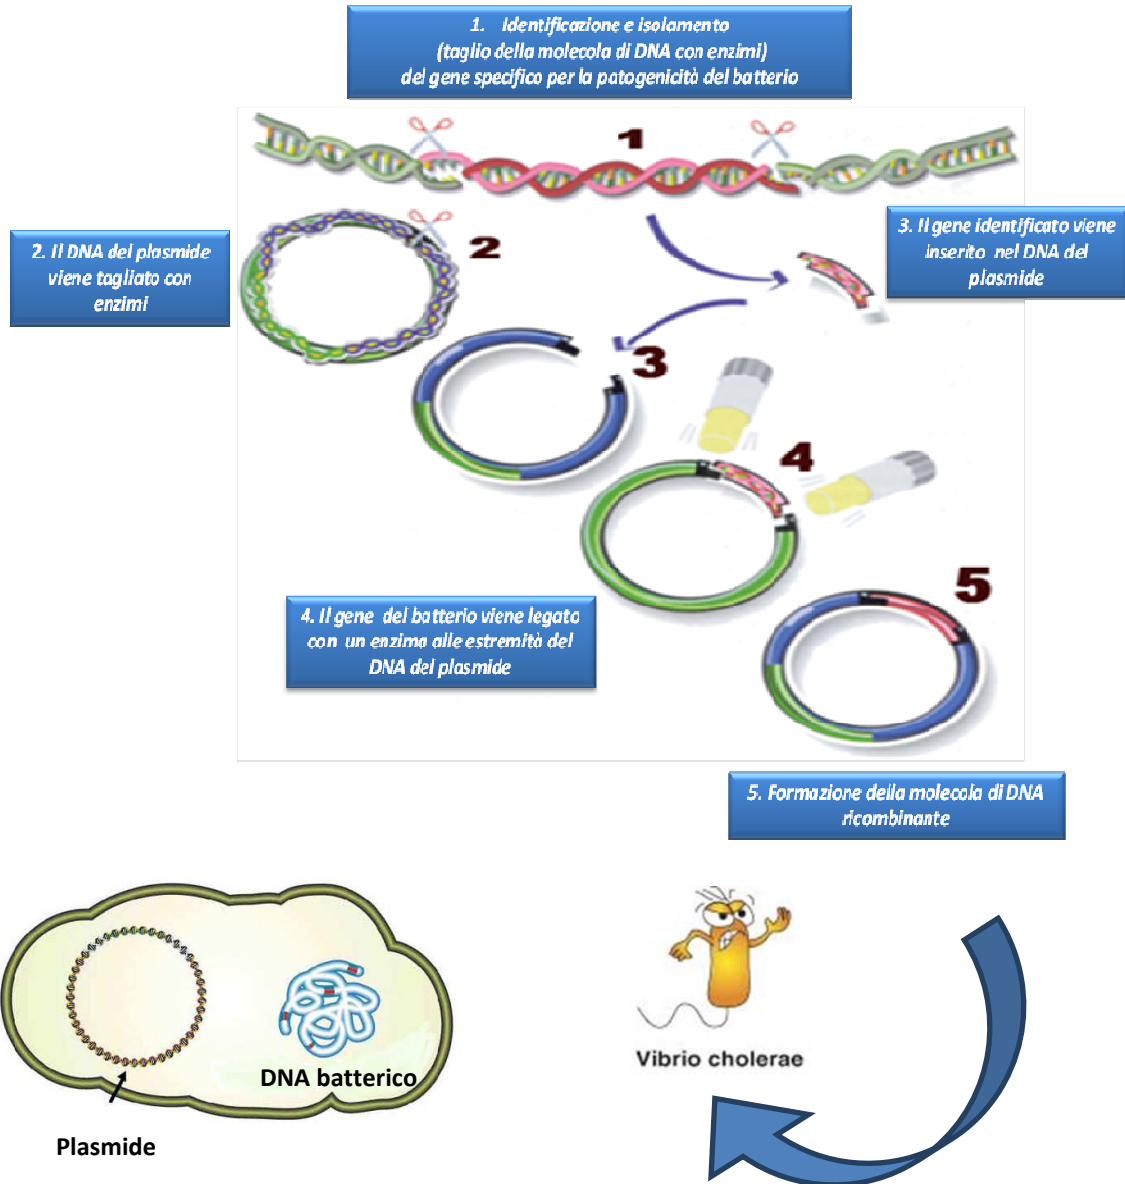 1. Identificazione e isolamento
(taglio della molecola di DNA con enzimi)
del gene specifico per la patogenicità del batterio
1
2. Il DNA del plasmide
viene tagliato con
enzimi
2
3. Il gene identificato viene
inserito nel DNA del
plasmide
3
4
4. Il gene del batterio viene legato
con un enzima alle estremità del
DNA del plasmide
5
5. Formazione della molecola di DNA
ricombinante
DNA batterico
Plasmide
Vibrio cholerae